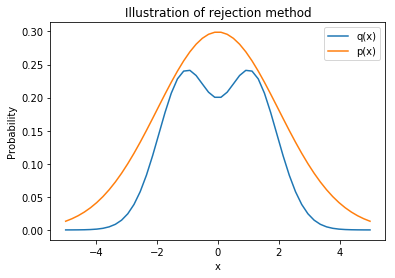 Illustration of rejection method
q(x)
p(x)
Probability
0.30
0.25
0.20
0.15
0.10
0.05
0.00
−4
−2
0
2
4
x